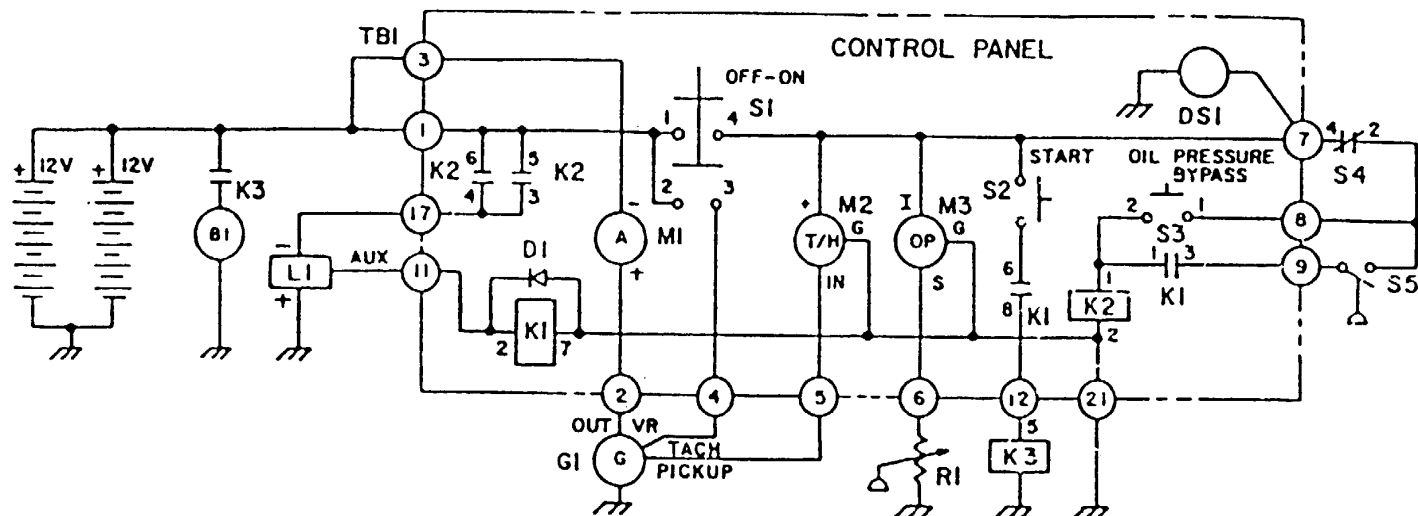 TB1
3
CONTROL PANEL
OFF-ON
S1
DS1
1
1
4
7
4
2
S4
+ 12V
+ 12V
K3
B1
6
5
K2
K2
4
3
2
3
START
S2
OIL PRESSURE
BYPASS
2
1
S3
8
17
-
L1
+
AUX
11
-
A
M1
+
+
M2
G
T/H
IN
I
M3
G
OP
S
1
3
K1
9
S5
D1
K1
2
7
6
8
K1
1
K2
2
2
4
5
6
12
21
OUT
VR
G1
G
TACH
PICKUP
R1
5
K3